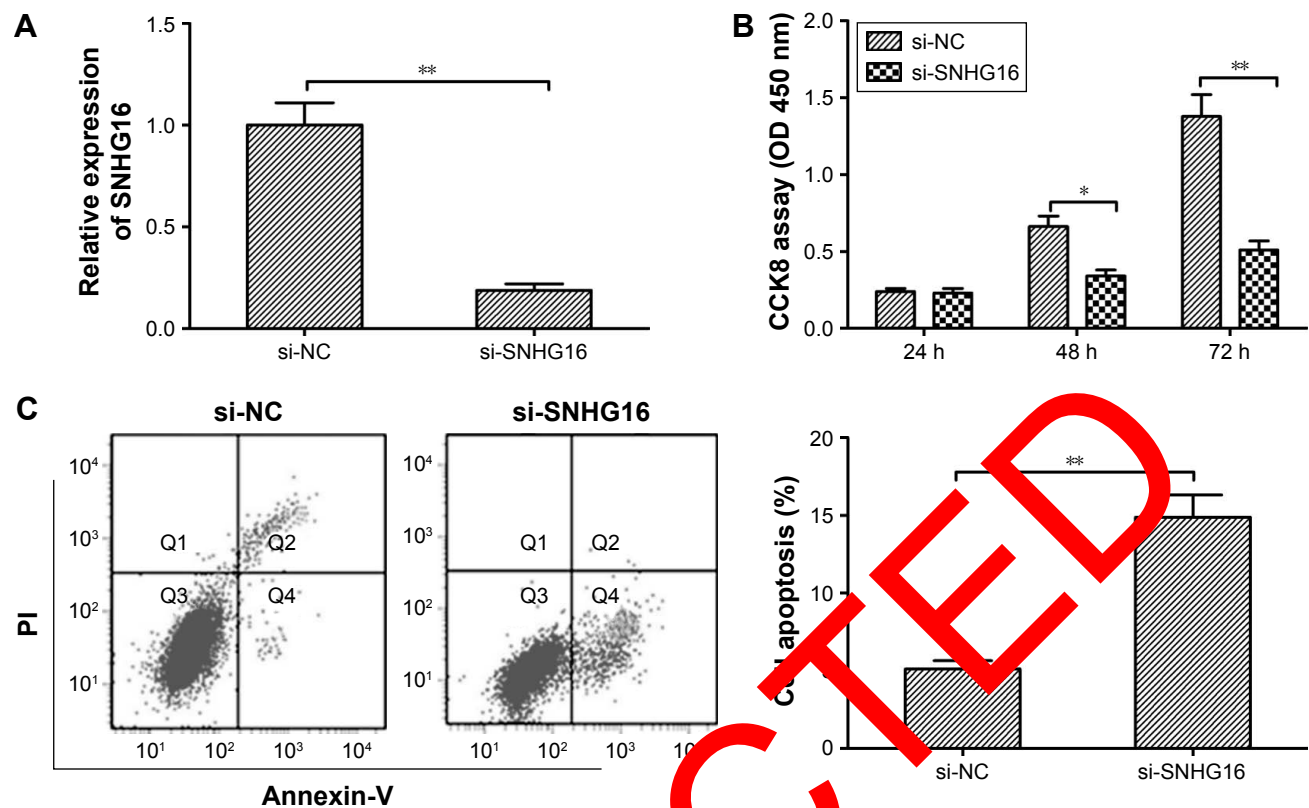 A
Relative expression
of SNHG16
1.5
1.0
0.5
0.0
**
si-NC
si-SNHG16
B
CCK8 assay (OD 450 nm)
2.0
1.5
1.0
0.5
0.0
si-NC
si-SNHG16
*
**
24 h
48 h
72 h
C
si-NC
si-SNHG16
PI
10⁴
10³
10²
10¹
Q1
Q2
Q3
Q4
10¹
10²
10³
10⁴
10⁴
10³
10²
10¹
Q1
Q2
Q3
Q4
10¹
10²
10³
Annexin-V
apoptosis (%)
20
15
10
0
**
si-NC
si-SNHG16
CTED